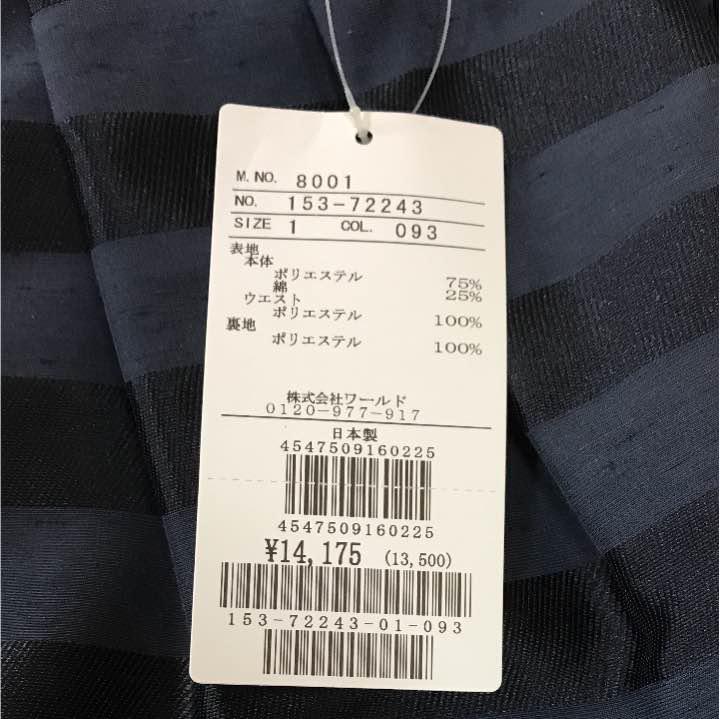 M. NO. 8001
NO. 153-72243
SIZE 1 COL. 093
表地
本体
ポリエステル 75%
綿 25%
ウエスト
ポリエステル 100%
裏地
ポリエステル 100%
株式会社ワールド
0120-977-917
日本製
4547509160225
4547509160225
¥14,175 (13,500)
153-72243-01-093